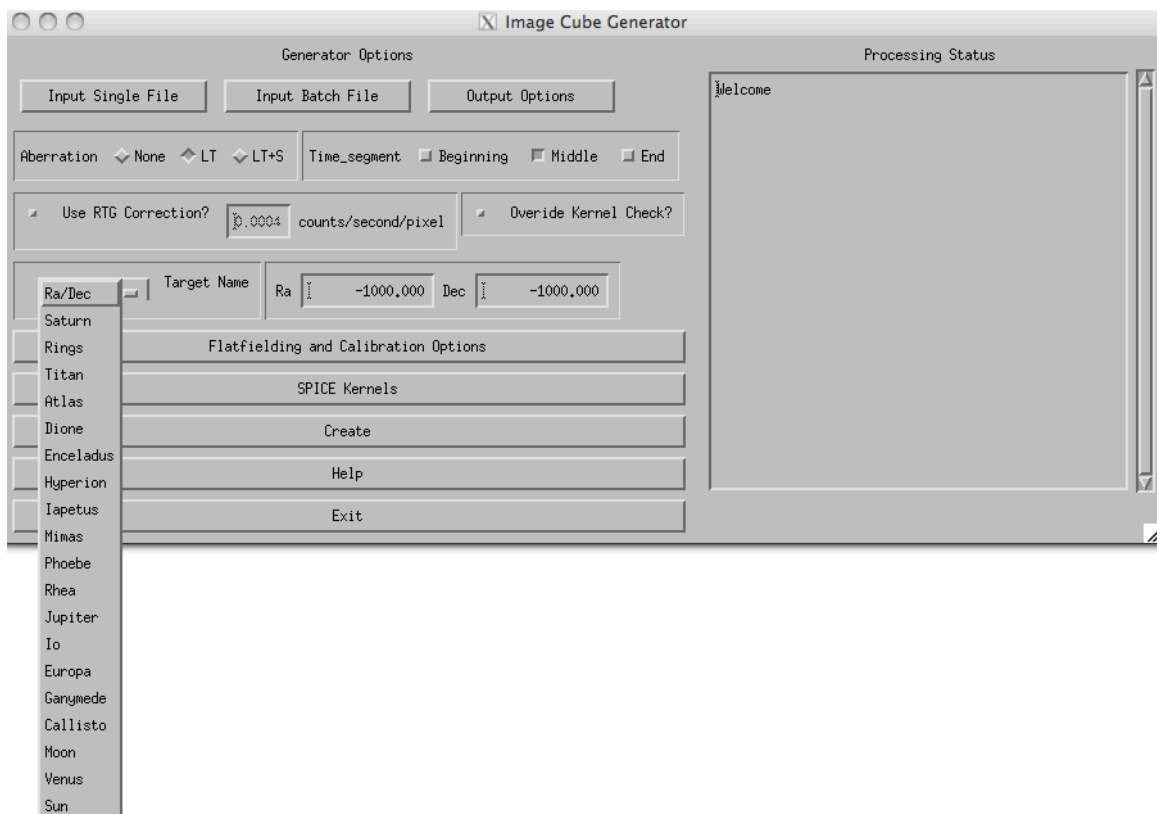 X Image Cube Generator
Generator Options
Processing Status
Input Single File
Input Batch File
Output Options
Welcome
Aberration
None
LT
LT+S
Time_segment
Beginning
Middle
End
Use RTG Correction?
0.0004
counts/second/pixel
Overide Kernel Check?
Ra/Dec
Target Name
Ra
-1000.000
Dec
-1000.000
Saturn
Rings
Titan
Atlas
Dione
Enceladus
Hyperion
Iapetus
Mimas
Phoebe
Rhea
Jupiter
Io
Europa
Ganymede
Callisto
Moon
Venus
Sun
Flatfielding and Calibration Options
SPICE Kernels
Create
Help
Exit